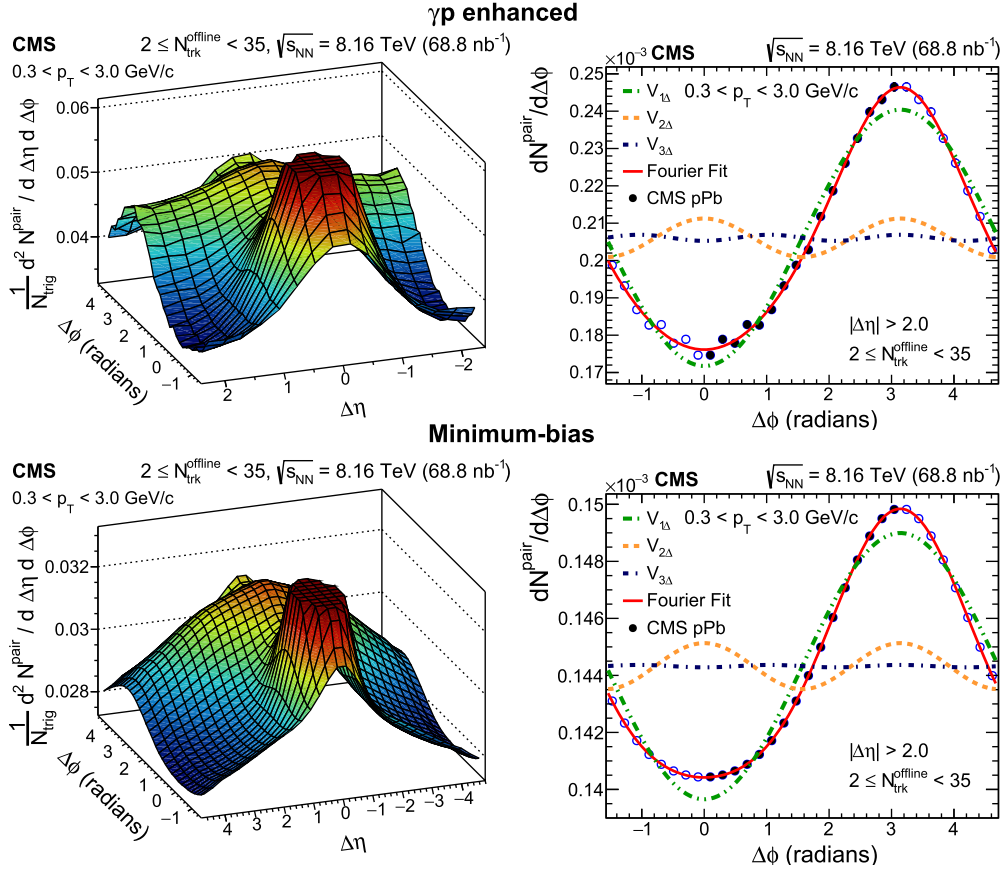 γp enhanced
CMS 2 ≤ N_trk^offline < 35, √s_NN = 8.16 TeV (68.8 nb⁻¹)
0.3 < p_T < 3.0 GeV/c
0.06
0.05
0.04
1/N_trig d² N^pair / d Δη d Δϕ
4
3
2
1
0
−1
Δϕ (radians)
2 1 0 −1 −2
Δη
×10⁻³ CMS √s_NN = 8.16 TeV (68.8 nb⁻¹)
0.25
0.24
0.23
0.22
0.21
0.2
0.19
0.18
0.17
dN^pair/dΔϕ
V_1Δ 0.3 < p_T < 3.0 GeV/c
V_2Δ
V_3Δ
Fourier Fit
CMS pPb
|Δη| > 2.0
2 ≤ N_trk^offline < 35
−1 0 1 2 3 4
Δϕ (radians)
Minimum-bias
CMS 2 ≤ N_trk^offline < 35, √s_NN = 8.16 TeV (68.8 nb⁻¹)
0.3 < p_T < 3.0 GeV/c
0.032
0.03
0.028
1/N_trig d² N^pair / d Δη d Δϕ
4
3
2
1
0
−1
Δϕ (radians)
4 3 2 1 0 -1 -2 -3 -4
Δη
×10⁻³ CMS √s_NN = 8.16 TeV (68.8 nb⁻¹)
0.15
0.148
0.146
0.144
0.142
0.14
dN^pair/dΔϕ
V_1Δ 0.3 < p_T < 3.0 GeV/c
V_2Δ
V_3Δ
Fourier Fit
CMS pPb
|Δη| > 2.0
2 ≤ N_trk^offline < 35
−1 0 1 2 3 4
Δϕ (radians)